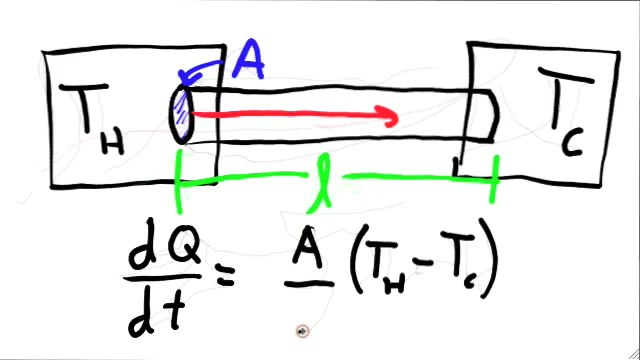 A
T_H T_C
l
dQ/dt = A/ (T_H - T_C)